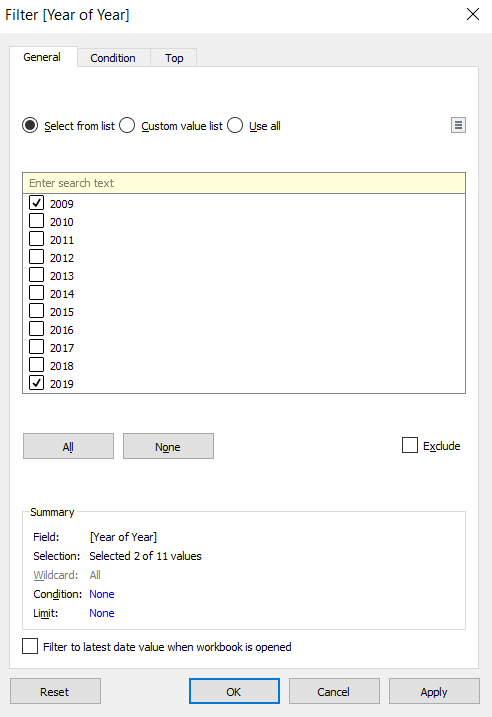 Filter [Year of Year]
General Condition Top
Select from list Custom value list Use all
Enter search text
2009
2010
2011
2012
2013
2014
2015
2016
2017
2018
2019
All None Exclude
Summary
Field: [Year of Year]
Selection: Selected 2 of 11 values
Wildcard: All
Condition: None
Limit: None
Filter to latest date value when workbook is opened
Reset OK Cancel Apply